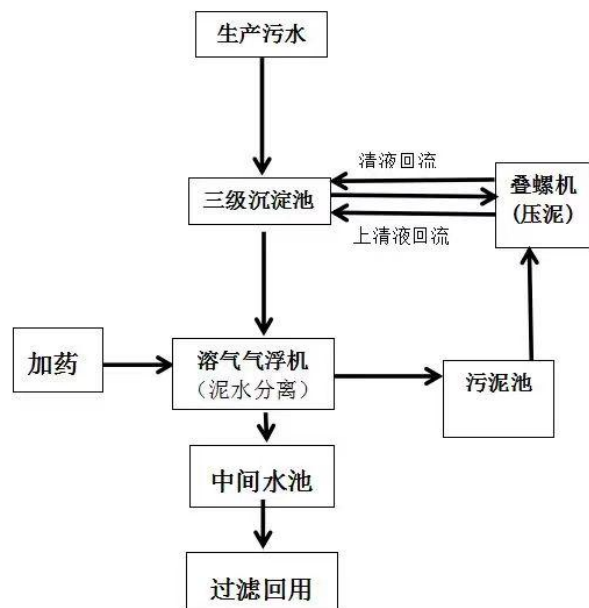 生产污水
清液回流
三级沉淀池
叠螺机
(压泥)
上清液回流
加药
溶气气浮机
（泥水分离）
污泥池
中间水池
过滤回用